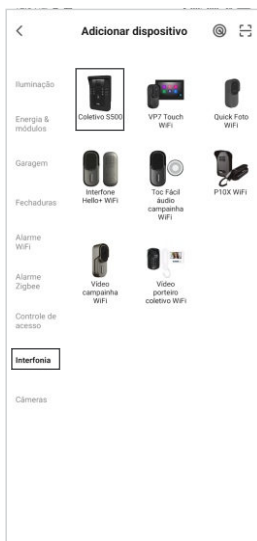 Adicionar dispositivo
Iluminação
Energia &
módulos
Garagem
Fechaduras
Alarme
WiFi
Alarme
Zigbee
Controle de
acesso
Interfonia
Câmeras
Coletivo S500
VP7 Touch
WiFi
Quick Foto
WiFi
Interfone
Hello+ WiFi
Toc Fácil
áudio
campainha
WiFi
P10X WiFi
Vídeo
campainha
WiFi
Vídeo
porteiro
coletivo WiFi